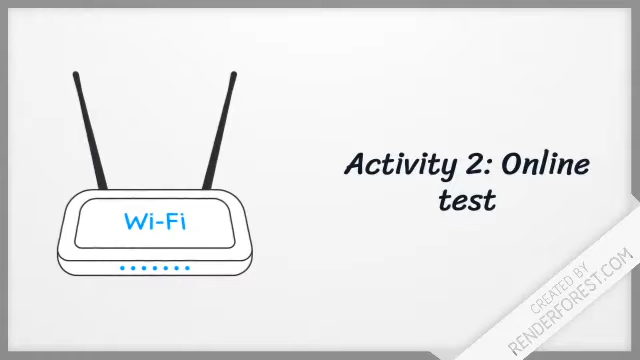 Wi-Fi
Activity 2: Online
test
CREATED BY
RENDERFOREST.COM